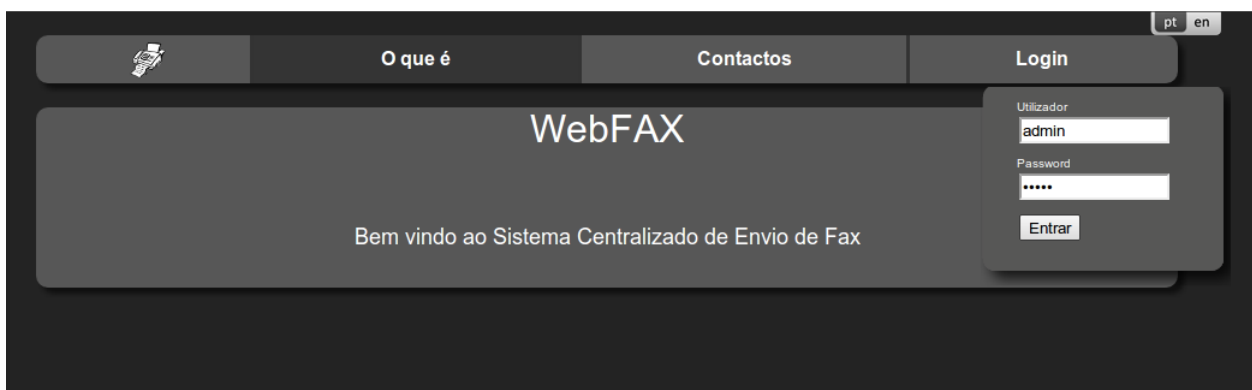 pt en
O que é Contactos Login
Utilizador
admin
Password
•••••
Entrar
WebFAX
Bem vindo ao Sistema Centralizado de Envio de Fax